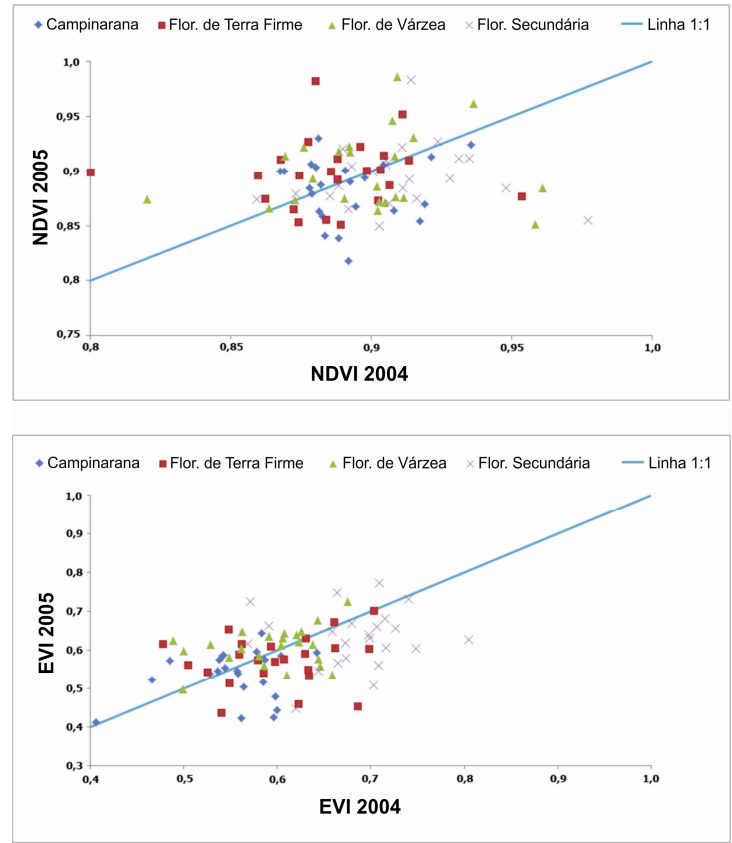 Campinarana Flor. de Terra Firme Flor. de Várzea Flor. Secundária Linha 1:1
1,0
0,95
0,9
0,85
0,8
0,75
NDVI 2005
0,8 0,85 0,9 0,95 1,0
NDVI 2004
Campinarana Flor. de Terra Firme Flor. de Várzea Flor. Secundária Linha 1:1
1,0
0,9
0,8
0,7
0,6
0,5
0,4
0,3
EVI 2005
0,4 0,5 0,6 0,7 0,8 0,9 1,0
EVI 2004